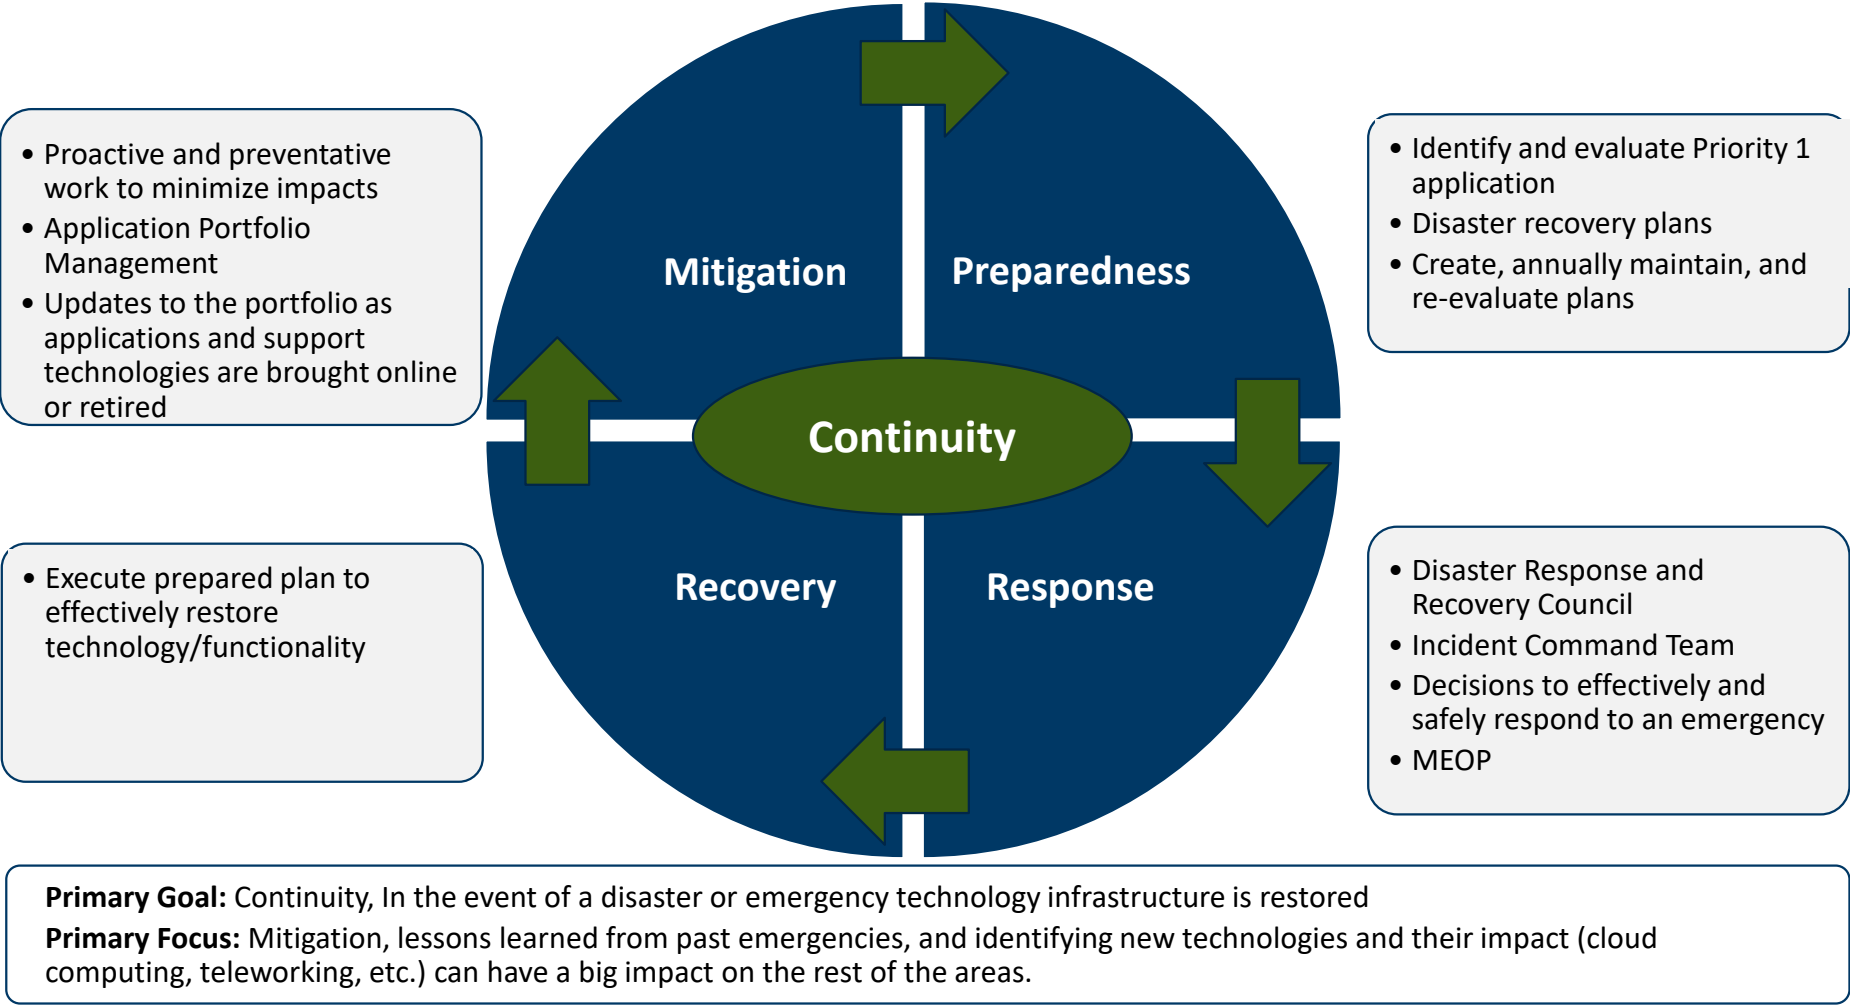 • Proactive and preventative
work to minimize impacts
• Application Portfolio
Management
• Updates to the portfolio as
applications and support
technologies are brought online
or retired
Mitigation
Preparedness
• Identify and evaluate Priority 1
application
• Disaster recovery plans
• Create, annually maintain, and
re-evaluate plans
Continuity
• Execute prepared plan to
effectively restore
technology/functionality
Recovery
Response
• Disaster Response and
Recovery Council
• Incident Command Team
• Decisions to effectively and
safely respond to an emergency
• MEOP
Primary Goal: Continuity, In the event of a disaster or emergency technology infrastructure is restored
Primary Focus: Mitigation, lessons learned from past emergencies, and identifying new technologies and their impact (cloud
computing, teleworking, etc.) can have a big impact on the rest of the areas.